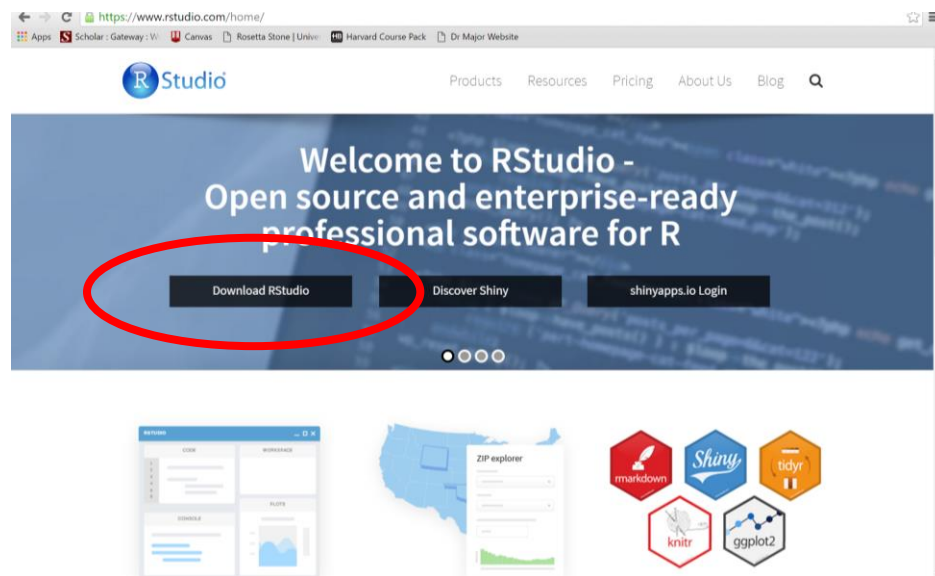 https://www.rstudio.com/home/
Apps Scholar : Gateway : W Canvas Rosetta Stone | Univer Harvard Course Pack Dr Major Website
R Studio Products Resources Pricing About Us Blog
Welcome to RStudio -
Open source and enterprise-ready
professional software for R
Download RStudio Discover Shiny shinyapps.io Login
RSTUDIO
CODE WORKSPACE
PLOTS
CONSOLE
ZIP explorer
rmarkdown Shiny tidyr
knitr ggplot2